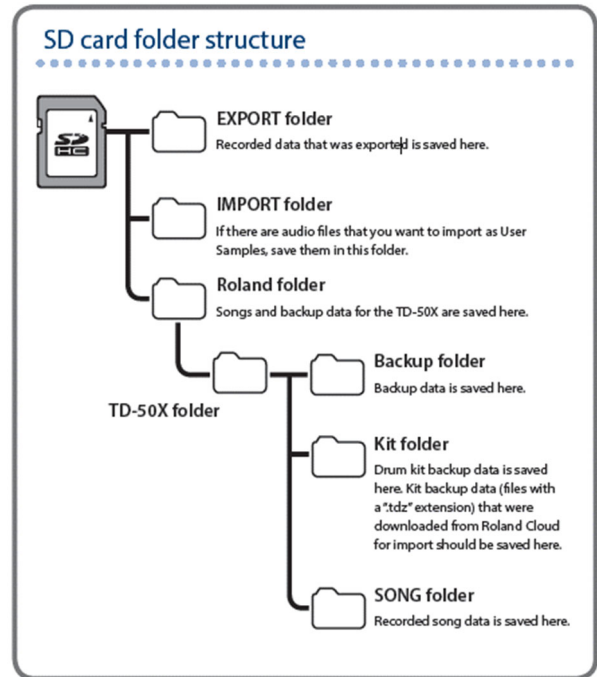 SD card folder structure
SD
HC
EXPORT folder
Recorded data that was exported is saved here.
IMPORT folder
If there are audio files that you want to import as User
Samples, save them in this folder.
Roland folder
Songs and backup data for the TD-50X are saved here.
TD-50X folder
Backup folder
Backup data is saved here.
Kit folder
Drum kit backup data is saved
here. Kit backup data (files with
a ".tdz" extension) that were
downloaded from Roland Cloud
for import should be saved here.
SONG folder
Recorded song data is saved here.